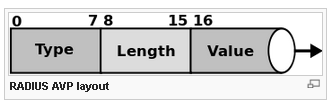 0 7 8 15 16
Type Length Value
RADIUS AVP layout